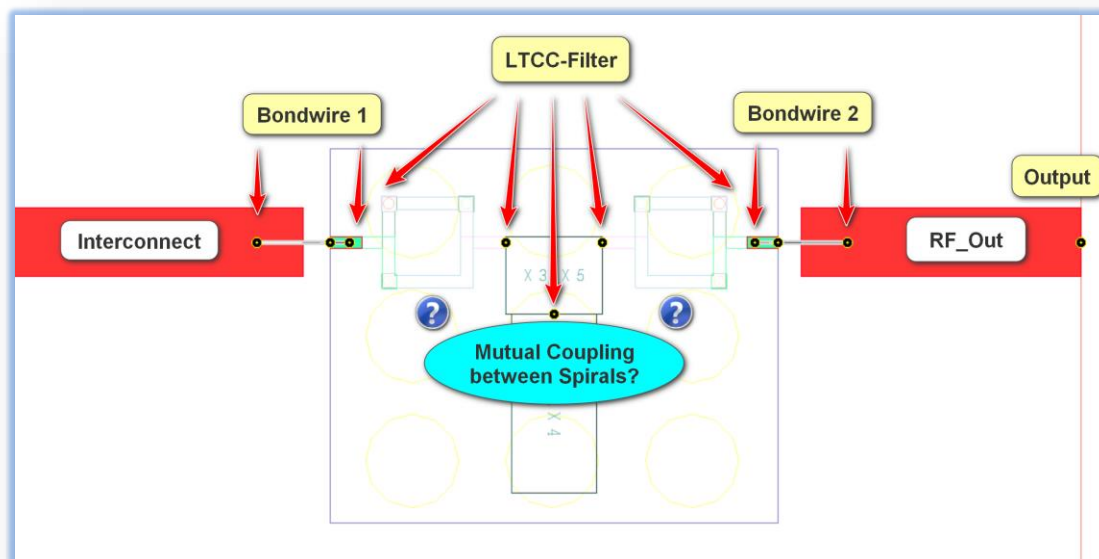 LTCC-Filter
Bondwire 1
Bondwire 2
Output
Interconnect
RF_Out
X 3
X 5
?
?
Mutual Coupling
between Spirals?
X 4